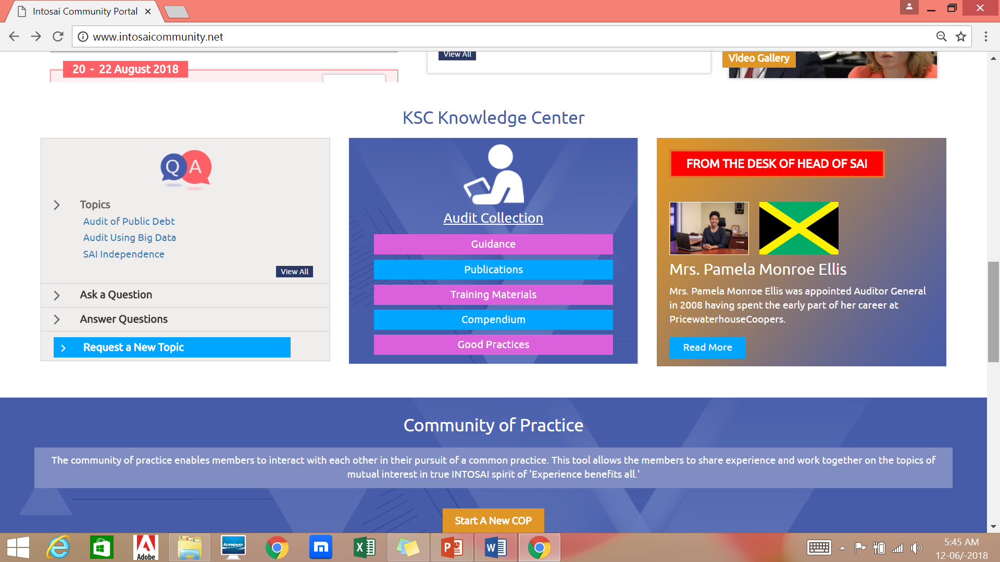 Intosai Community Portal
www.intosaicommunity.net
View All
Video Gallery
20 - 22 August 2018
KSC Knowledge Center
Q A
Topics
Audit of Public Debt
Audit Using Big Data
SAI Independence
View All
Ask a Question
Answer Questions
Request a New Topic
Audit Collection
Guidance
Publications
Training Materials
Compendium
Good Practices
FROM THE DESK OF HEAD OF SAI
Mrs. Pamela Monroe Ellis
Mrs. Pamela Monroe Ellis was appointed Auditor General
in 2008 having spent the early part of her career at
PricewaterhouseCoopers.
Read More
Community of Practice
The community of practice enables members to interact with each other in their pursuit of a common practice. This tool allows the members to share experience and work together on the topics of
mutual interest in true INTOSAI spirit of 'Experience benefits all.'
Start A New COP
Adobe
lenovo
5:45 AM
12-06/-2018